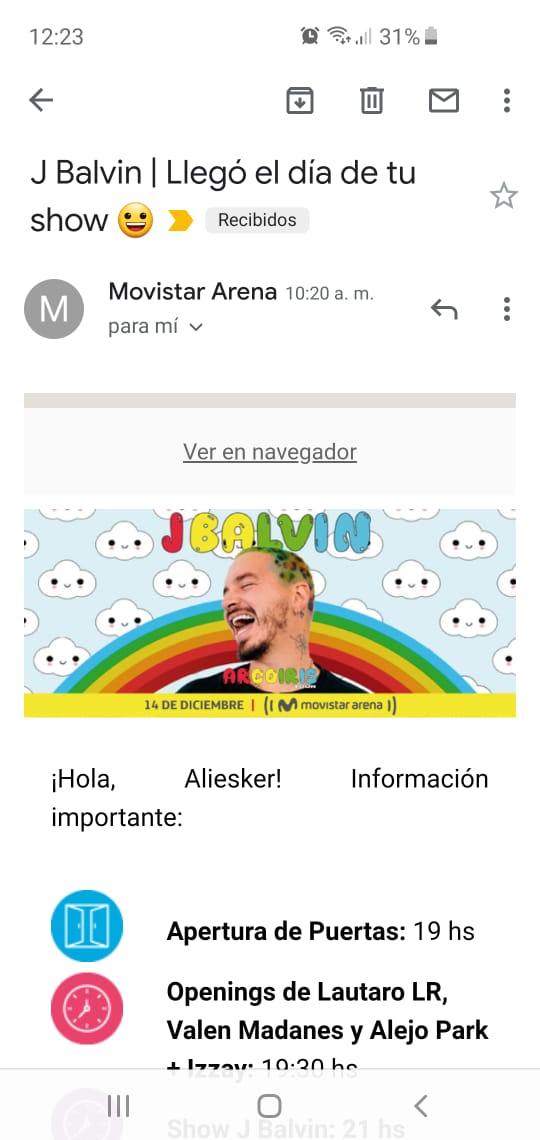 12:23
31%
J Balvin | Llegó el día de tu
show 😀 Recibidos
M
Movistar Arena 10:20 a. m.
para mí
Ver en navegador
J BALVIN
ARCOIRIS
14 DE DICIEMBRE | movistar arena
¡Hola, Aliesker! Información
importante:
Apertura de Puertas: 19 hs
Openings de Lautaro LR,
Valen Madanes y Alejo Park
+ Izzay: 19:30 hs
Show J Balvin: 21 hs